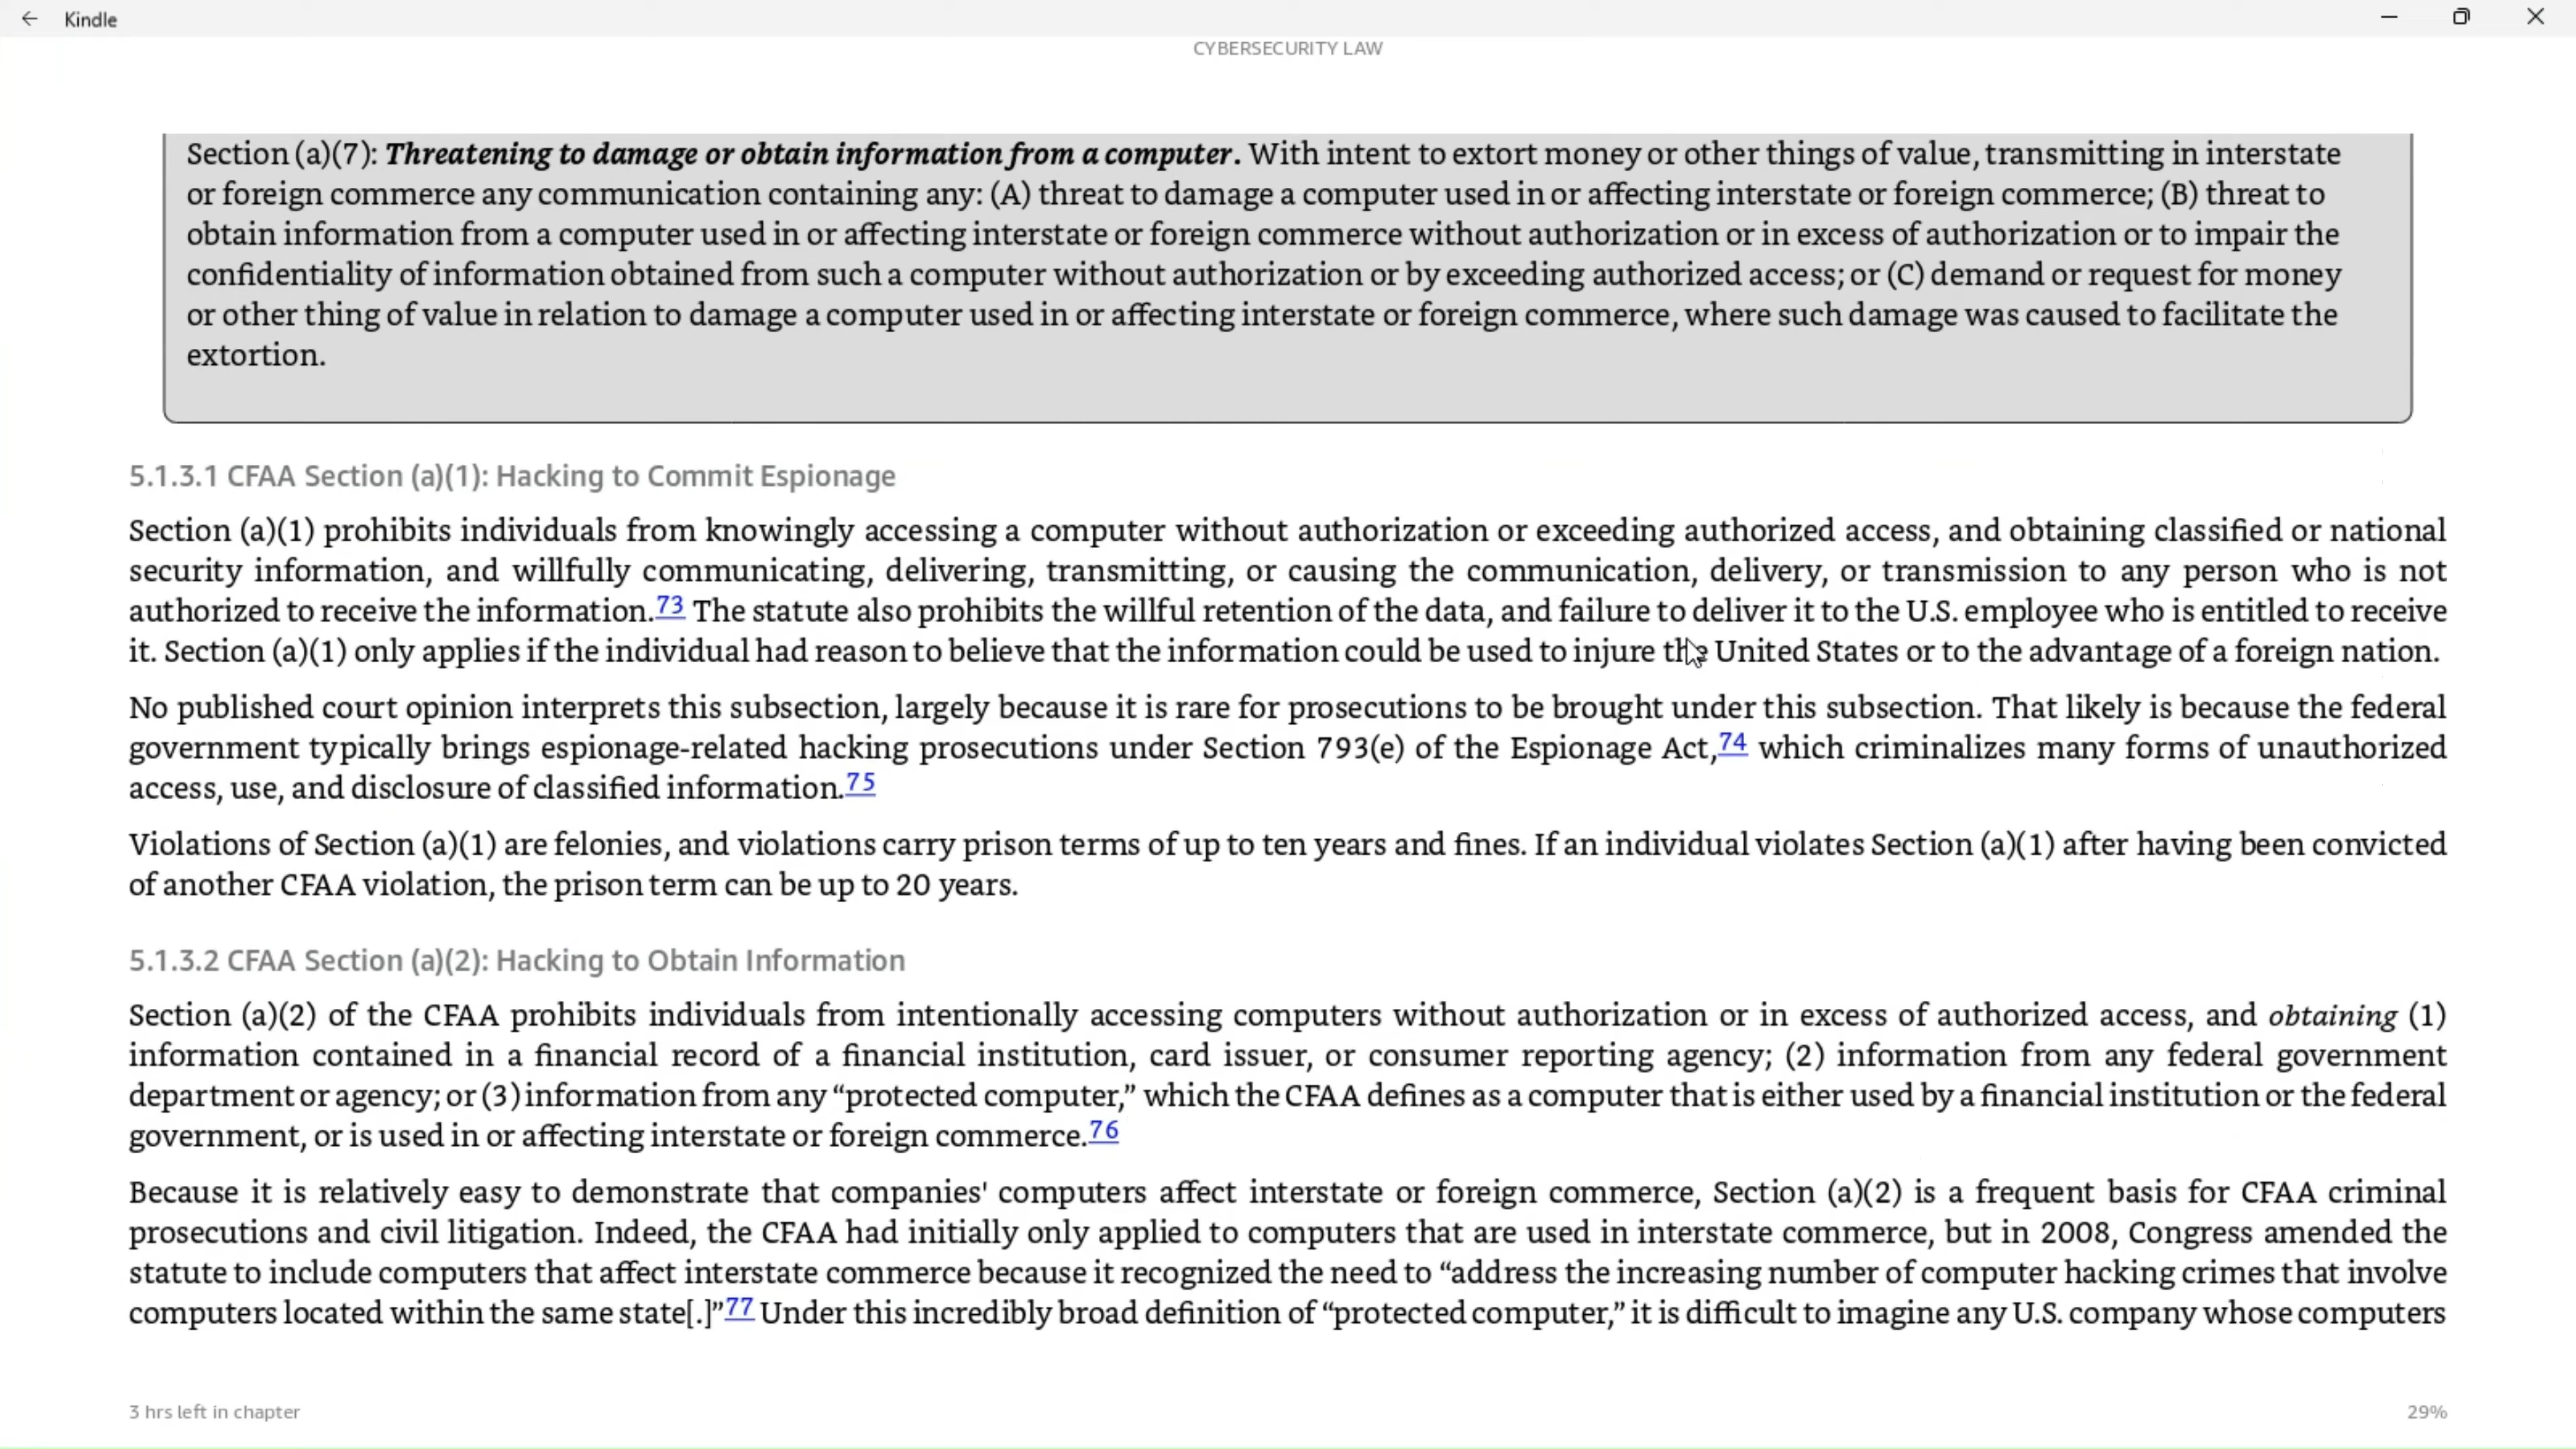 Kindle
CYBERSECURITY LAW
Section (a)(7): Threatening to damage or obtain information from a computer. With intent to extort money or other things of value, transmitting in interstate
or foreign commerce any communication containing any: (A) threat to damage a computer used in or affecting interstate or foreign commerce; (B) threat to
obtain information from a computer used in or affecting interstate or foreign commerce without authorization or in excess of authorization or to impair the
confidentiality of information obtained from such a computer without authorization or by exceeding authorized access; or (C) demand or request for money
or other thing of value in relation to damage a computer used in or affecting interstate or foreign commerce, where such damage was caused to facilitate the
extortion.
5.1.3.1 CFAA Section (a)(1): Hacking to Commit Espionage
Section (a)(1) prohibits individuals from knowingly accessing a computer without authorization or exceeding authorized access, and obtaining classified or national
security information, and willfully communicating, delivering, transmitting, or causing the communication, delivery, or transmission to any person who is not
authorized to receive the information.73 The statute also prohibits the willful retention of the data, and failure to deliver it to the U.S. employee who is entitled to receive
it. Section (a)(1) only applies if the individual had reason to believe that the information could be used to injure the United States or to the advantage of a foreign nation.
No published court opinion interprets this subsection, largely because it is rare for prosecutions to be brought under this subsection. That likely is because the federal
government typically brings espionage-related hacking prosecutions under Section 793(e) of the Espionage Act,74 which criminalizes many forms of unauthorized
access, use, and disclosure of classified information.75
Violations of Section (a)(1) are felonies, and violations carry prison terms of up to ten years and fines. If an individual violates Section (a)(1) after having been convicted
of another CFAA violation, the prison term can be up to 20 years.
5.1.3.2 CFAA Section (a)(2): Hacking to Obtain Information
Section (a)(2) of the CFAA prohibits individuals from intentionally accessing computers without authorization or in excess of authorized access, and obtaining (1)
information contained in a financial record of a financial institution, card issuer, or consumer reporting agency; (2) information from any federal government
department or agency; or (3) information from any “protected computer,” which the CFAA defines as a computer that is either used by a financial institution or the federal
government, or is used in or affecting interstate or foreign commerce.76
Because it is relatively easy to demonstrate that companies' computers affect interstate or foreign commerce, Section (a)(2) is a frequent basis for CFAA criminal
prosecutions and civil litigation. Indeed, the CFAA had initially only applied to computers that are used in interstate commerce, but in 2008, Congress amended the
statute to include computers that affect interstate commerce because it recognized the need to “address the increasing number of computer hacking crimes that involve
computers located within the same state[.]”77 Under this incredibly broad definition of “protected computer,” it is difficult to imagine any U.S. company whose computers
3 hrs left in chapter
29%